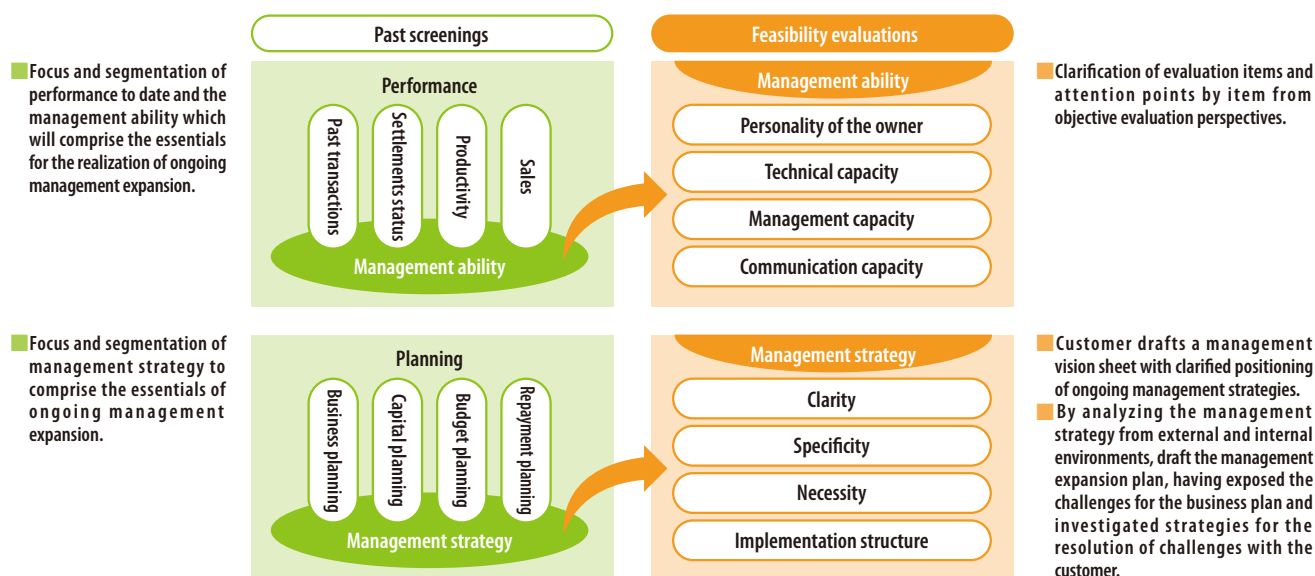 Past screenings
Feasibility evaluations
Focus and segmentation of
performance to date and the
management ability which
will comprise the essentials
for the realization of ongoing
management expansion.
Performance
Past transactions
Settlements status
Productivity
Sales
Management ability
Management ability
Personality of the owner
Technical capacity
Management capacity
Communication capacity
Clarification of evaluation items and
attention points by item from
objective evaluation perspectives.
Focus and segmentation of
management strategy to
comprise the essentials of
ongoing management
expansion.
Planning
Business planning
Capital planning
Budget planning
Repayment planning
Management strategy
Management strategy
Clarity
Specificity
Necessity
Implementation structure
Customer drafts a management
vision sheet with clarified positioning
of ongoing management strategies.
By analyzing the management
strategy from external and internal
environments, draft the management
expansion plan, having exposed the
challenges for the business plan and
investigated strategies for the
resolution of challenges with the
customer.